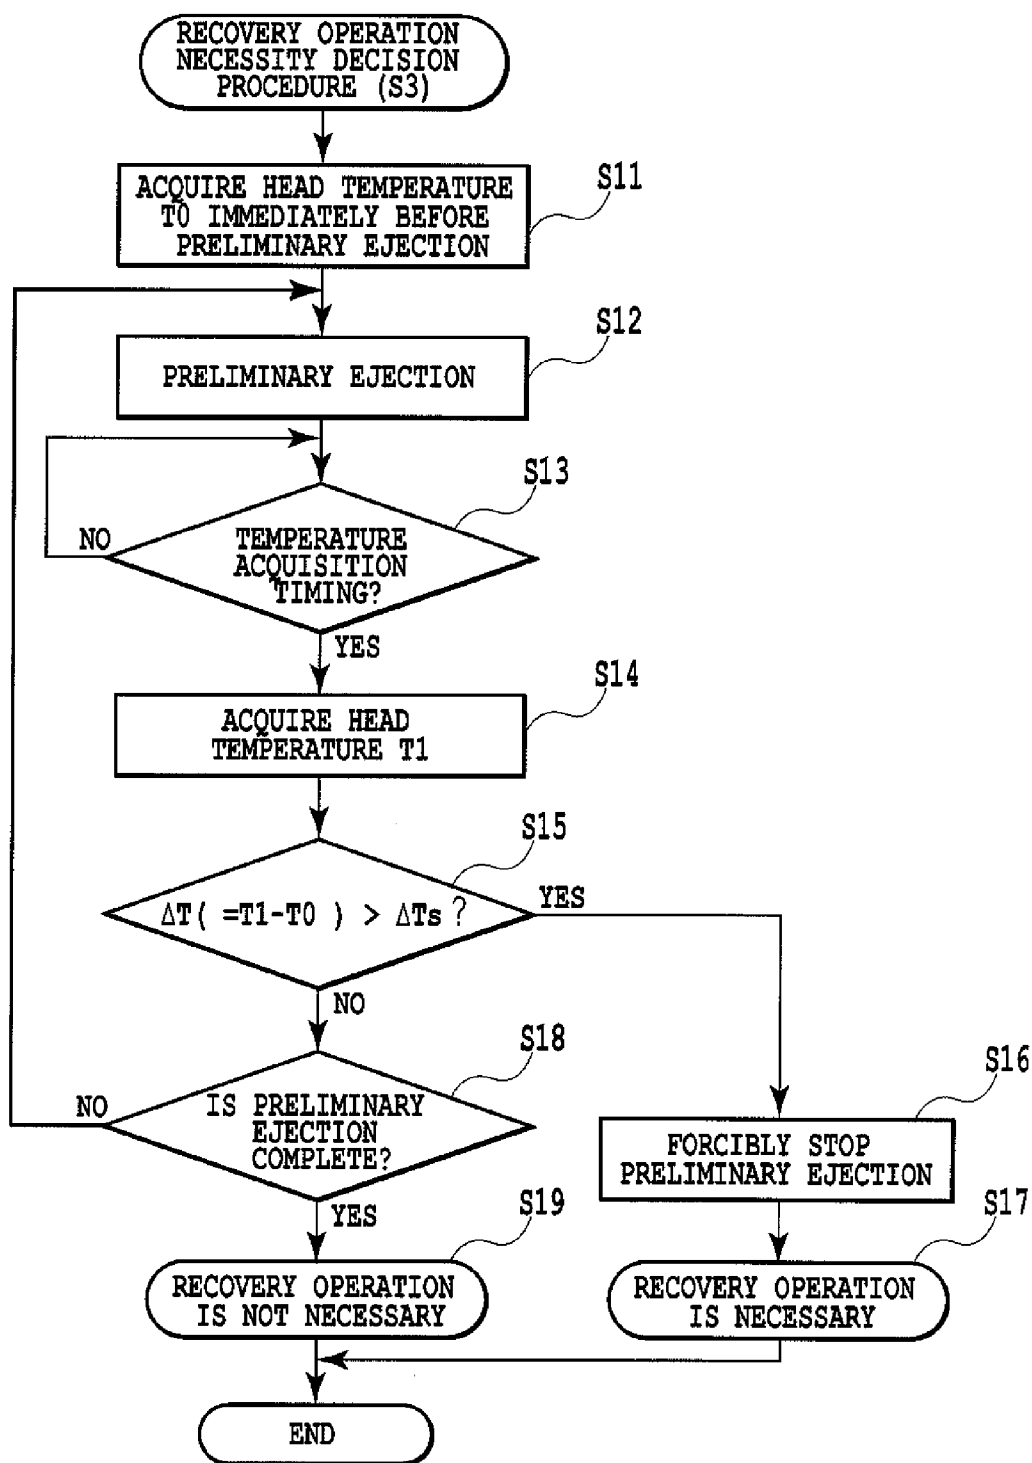 RECOVERY OPERATION
NECESSITY DECISION
PROCEDURE (S3)
ACQUIRE HEAD TEMPERATURE
T0 IMMEDIATELY BEFORE
PRELIMINARY EJECTION
S11
PRELIMINARY EJECTION
S12
TEMPERATURE
ACQUISITION
TIMING?
S13
NO
YES
ACQUIRE HEAD
TEMPERATURE T1
S14
ΔT( =T1-T0 ) > ΔTs ?
S15
YES
NO
IS PRELIMINARY
EJECTION
COMPLETE?
S18
NO
YES
FORCIBLY STOP
PRELIMINARY EJECTION
S16
RECOVERY OPERATION
IS NOT NECESSARY
S19
RECOVERY OPERATION
IS NECESSARY
S17
END